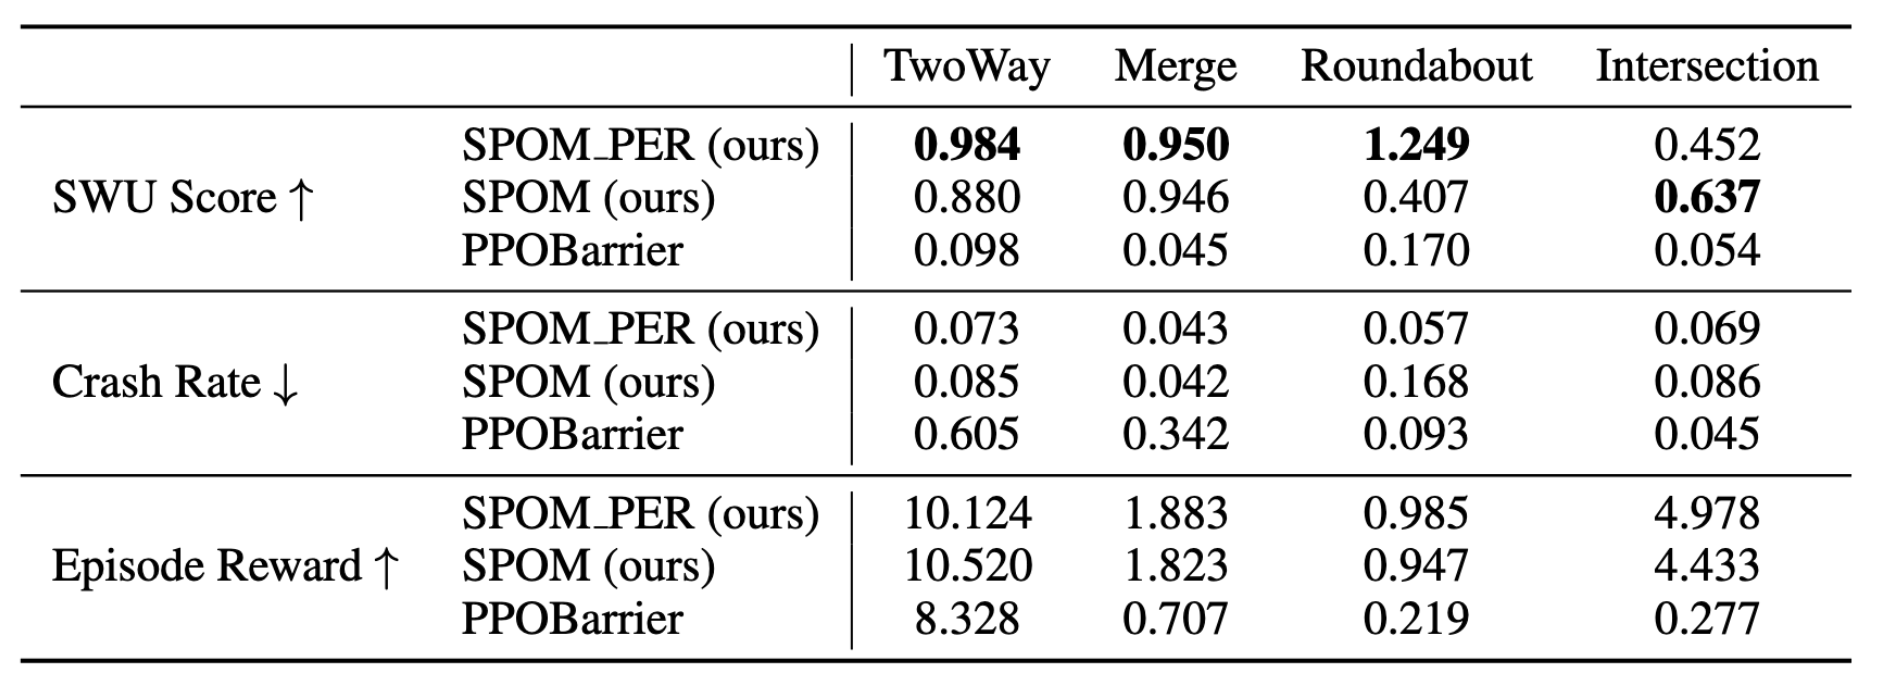 TwoWay Merge Roundabout Intersection
SPOM_PER (ours) 0.984 0.950 1.249 0.452
SWU Score ↑ SPOM (ours) 0.880 0.946 0.407 0.637
PPOBarrier 0.098 0.045 0.170 0.054
SPOM_PER (ours) 0.073 0.043 0.057 0.069
Crash Rate ↓ SPOM (ours) 0.085 0.042 0.168 0.086
PPOBarrier 0.605 0.342 0.093 0.045
SPOM_PER (ours) 10.124 1.883 0.985 4.978
Episode Reward ↑ SPOM (ours) 10.520 1.823 0.947 4.433
PPOBarrier 8.328 0.707 0.219 0.277